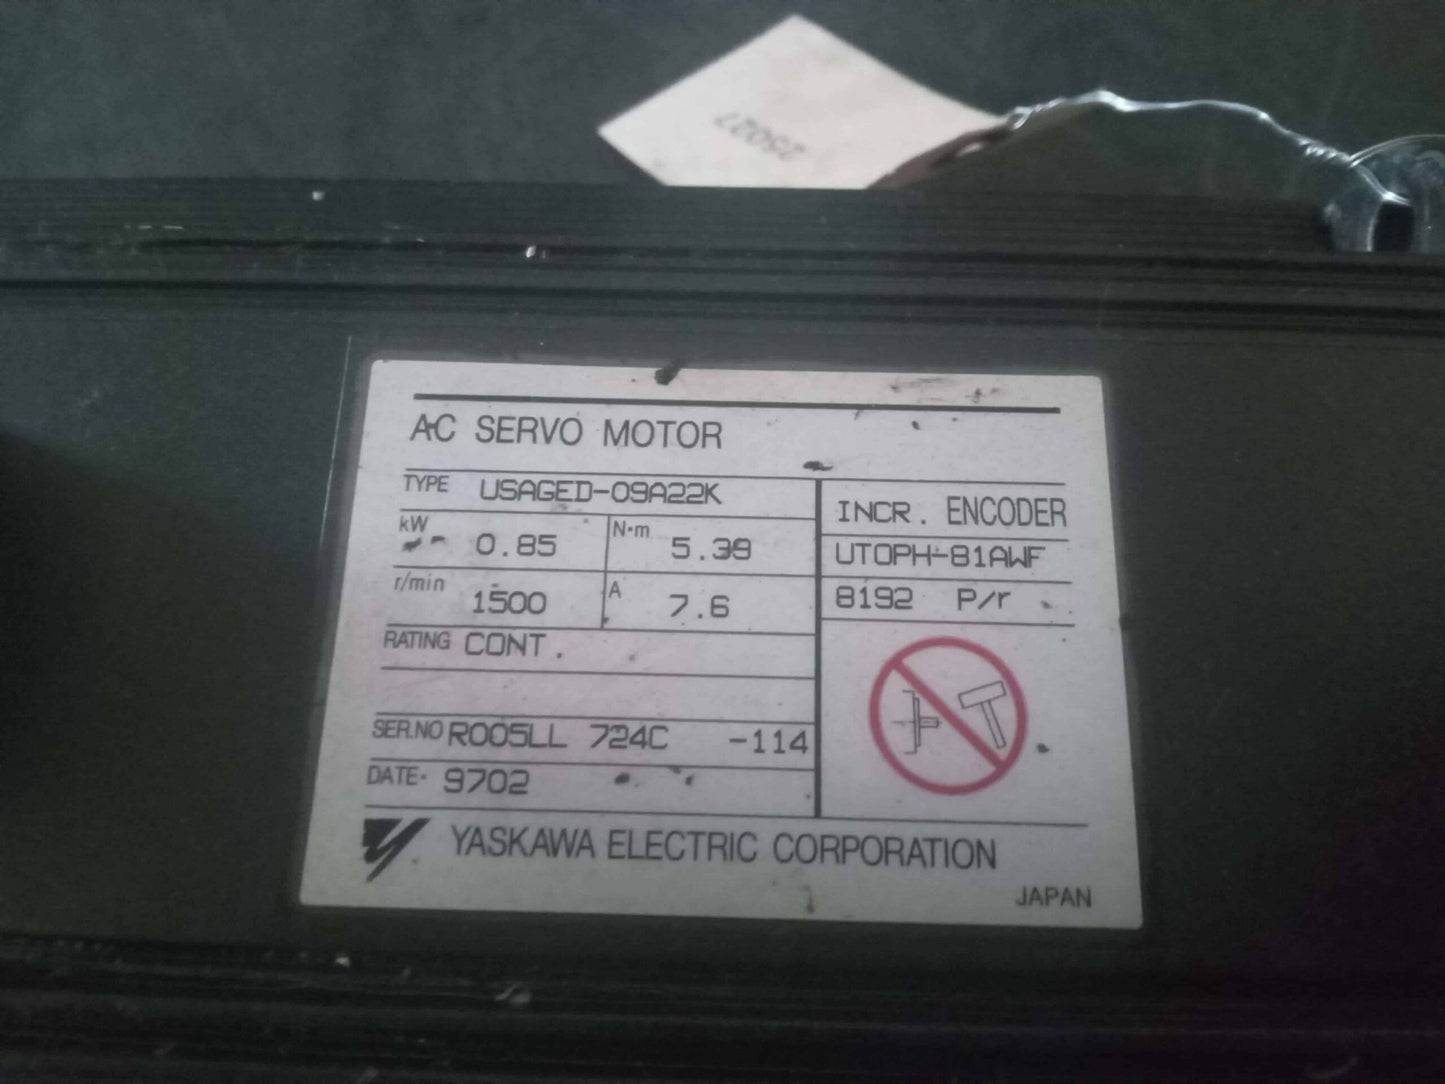 255027
AC SERVO MOTOR
TYPE USAGED-09A22K
kW 0.85 N·m 5.39
r/min 1500 A 7.6
RATING CONT.
SER.NO R005LL 724C -114
DATE 9702
INCR. ENCODER
UTOPH-81AWF
8192 P/r
YASKAWA ELECTRIC CORPORATION
JAPAN